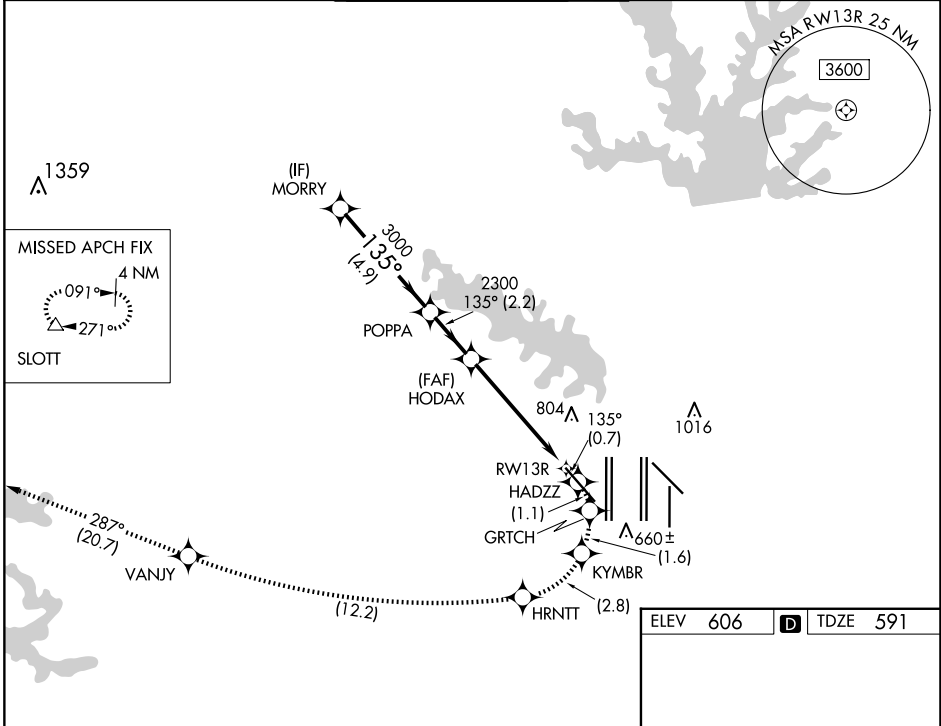 MSA RW13R 25 NM
3600
1359
(IF)
MORRY
3000
135°
(4.9)
MISSED APCH FIX
4 NM
091°
271°
SLOTT
2300
135° (2.2)
POPPA
(FAF)
HODAX
804
135°
(0.7)
1016
RW13R
HADZZ
(1.1)
GRTCH
660 ±
(1.6)
KYMBR
287°
(20.7)
VANJY
(12.2)
HRNTT
(2.8)
ELEV 606 D TDZE 591